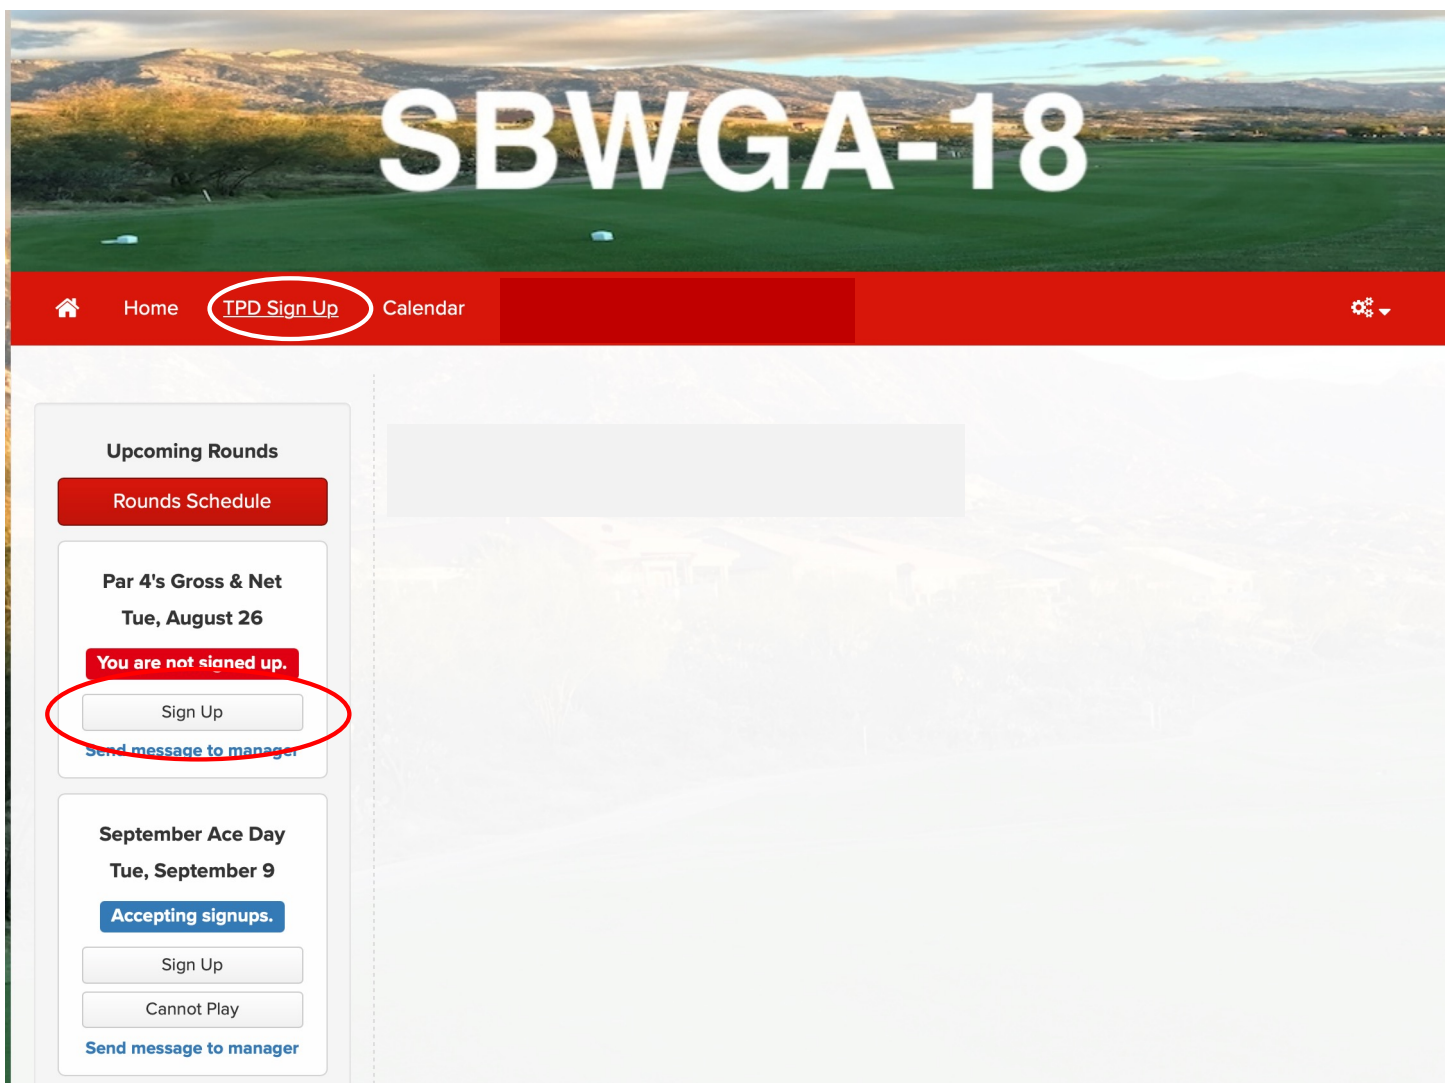 SBWGA-18
Home TPD Sign Up Calendar
Upcoming Rounds
Rounds Schedule
Par 4's Gross & Net
Tue, August 26
You are not signed up.
Sign Up
Send message to manager
September Ace Day
Tue, September 9
Accepting signups.
Sign Up
Cannot Play
Send message to manager